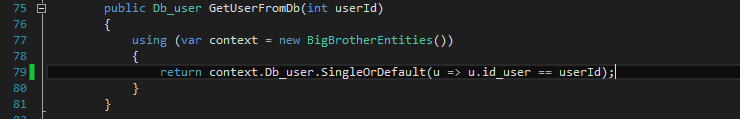 75 public Db_user GetUserFromDb(int userId)
76 {
77 using (var context = new BigBrotherEntities())
78 {
79 return context.Db_user.SingleOrDefault(u => u.id_user == userId);
80 }
81 }